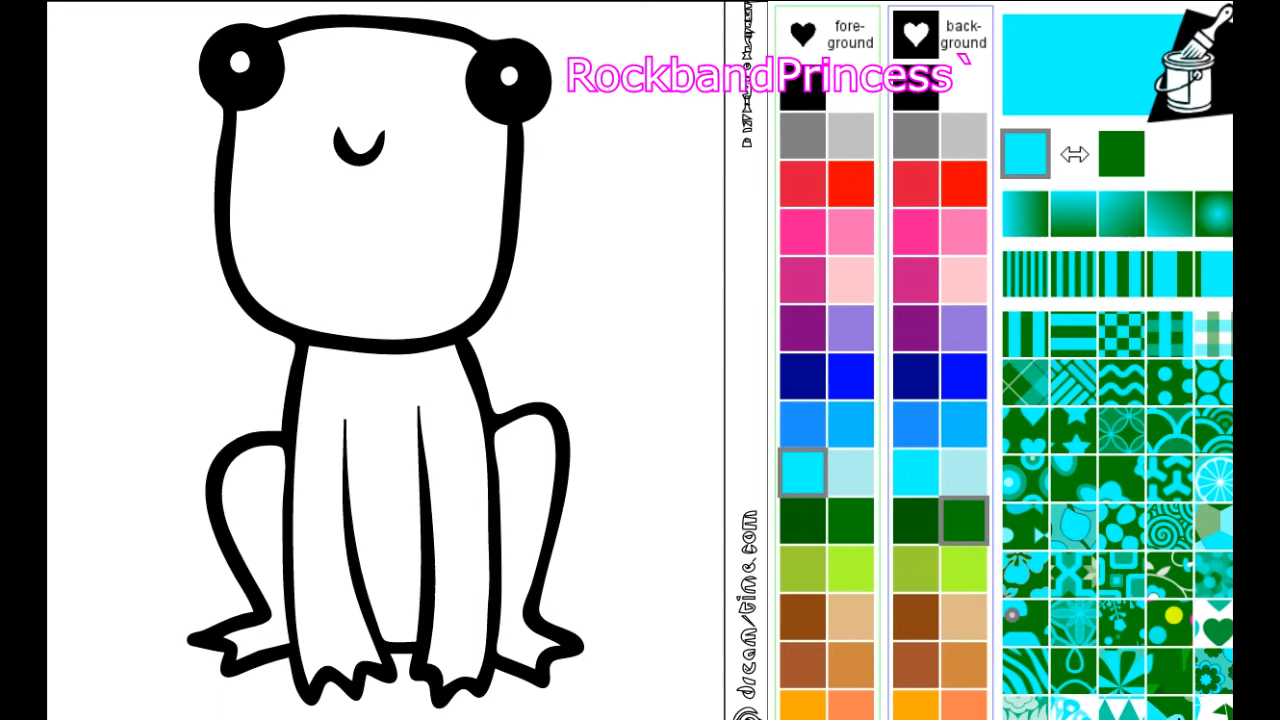 fore-
ground
back-
ground
RockbandPrincess`
dream/time.com